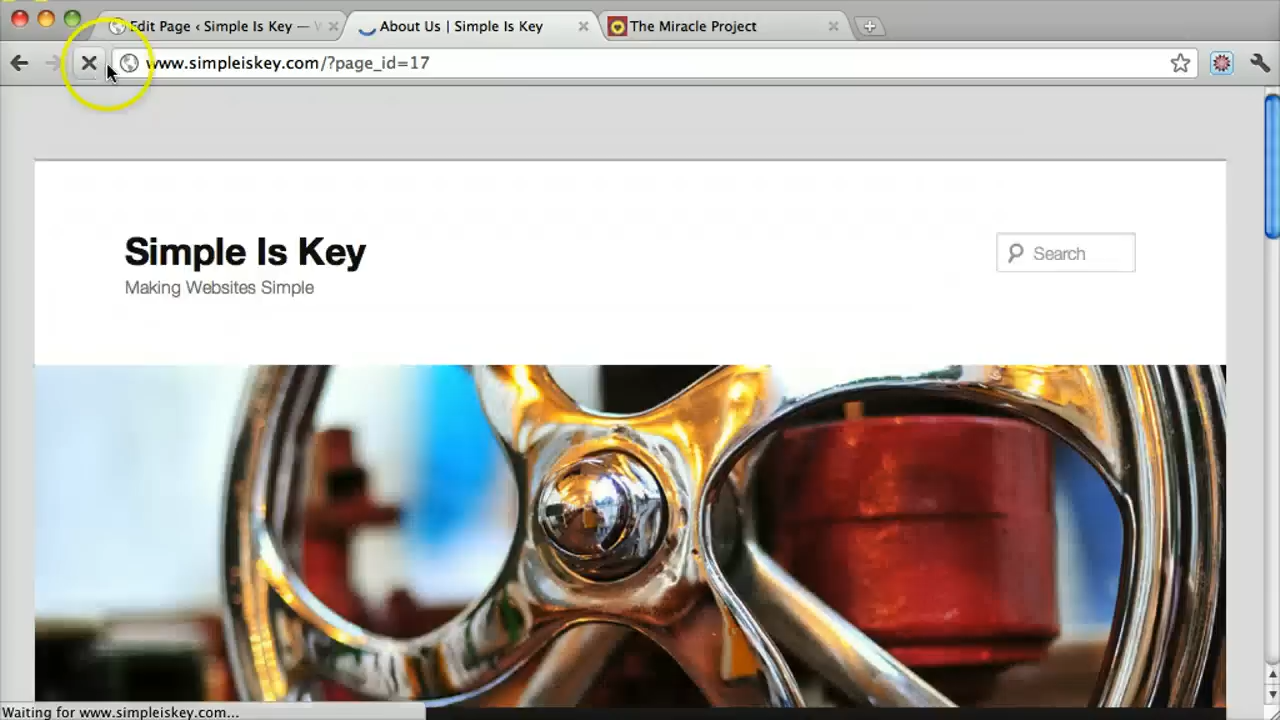 Edit Page ‹ Simple Is Key —
About Us | Simple Is Key
The Miracle Project
www.simpleiskey.com/?page_id=17
Simple Is Key
Making Websites Simple
Search
Waiting for www.simpleiskey.com...